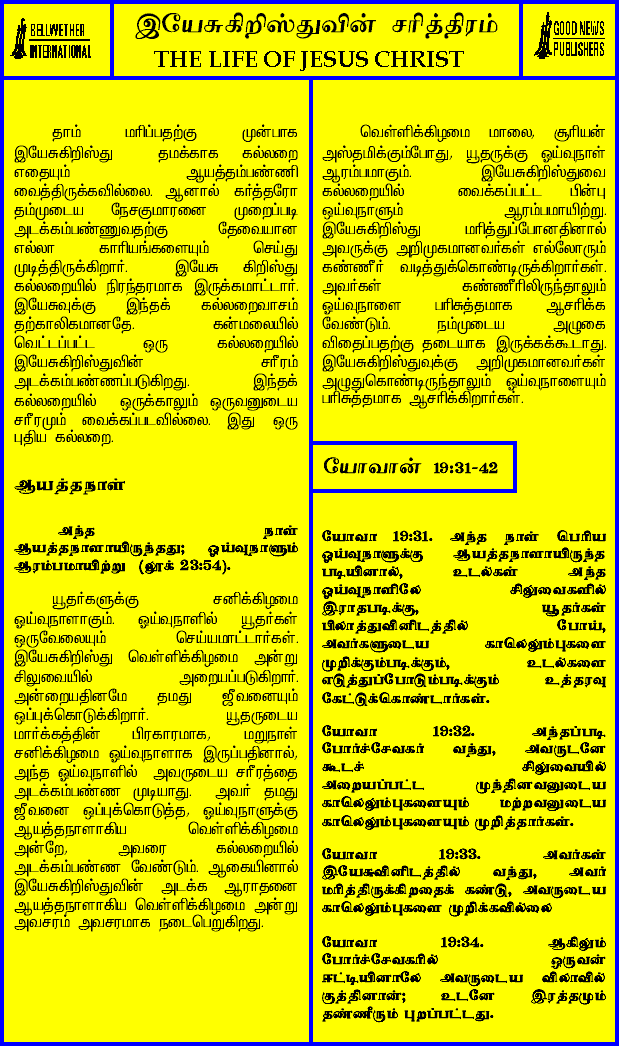 BELLWETHER
INTERNATIONAL
இயேசுகிறிஸ்துவின் சரித்திரம்
THE LIFE OF JESUS CHRIST
GOOD NEWS
PUBLISHERS
தாம் மரிப்பதற்கு முன்பாக
இயேசுகிறிஸ்து தமக்காக கல்லறை
எதையும் ஆயத்தம்பண்ணி
வைத்திருக்கவில்லை. ஆனால் கர்த்தரோ
தம்முடைய நேசகுமாரனை முறைப்படி
அடக்கம்பண்ணுவதற்கு தேவையான
எல்லா காரியங்களையும் செய்து
முடித்திருக்கிறார். இயேசு கிறிஸ்து
கல்லறையில் நிரந்தரமாக இருக்கமாட்டார்.
இயேசுவுக்கு இந்தக் கல்லறைவாசம்
தற்காலிகமானதே. கன்மலையில்
வெட்டப்பட்ட ஒரு கல்லறையில்
இயேசுகிறிஸ்துவின் சரீரம்
அடக்கம்பண்ணப்படுகிறது. இந்தக்
கல்லறையில் ஒருக்காலும் ஒருவனுடைய
சரீரமும் வைக்கப்படவில்லை. இது ஒரு
புதிய கல்லறை.
ஆயத்தநாள்
அந்த நாள்
ஆயத்தநாளாயிருந்தது; ஓய்வுநாளும்
ஆரம்பமாயிற்று (லூக் 23:54).
யூதர்களுக்கு சனிக்கிழமை
ஓய்வுநாளாகும். ஓய்வுநாளில் யூதர்கள்
ஒருவேலையும் செய்யமாட்டார்கள்.
இயேசுகிறிஸ்து வெள்ளிக்கிழமை அன்று
சிலுவையில் அறையப்படுகிறார்.
அன்றையதினமே தமது ஜீவனையும்
ஒப்புக்கொடுக்கிறார். யூதருடைய
மார்க்கத்தின் பிரகாரமாக, மறுநாள்
சனிக்கிழமை ஓய்வுநாளாக இருப்பதினால்,
அந்த ஓய்வுநாளில் அவருடைய சரீரத்தை
அடக்கம்பண்ண முடியாது. அவர் தமது
ஜீவனை ஒப்புக்கொடுத்த, ஓய்வுநாளுக்கு
ஆயத்தநாளாகிய வெள்ளிக்கிழமை
அன்றே, அவரை கல்லறையில்
அடக்கம்பண்ண வேண்டும். ஆகையினால்
இயேசுகிறிஸ்துவின் அடக்க ஆராதனை
ஆயத்தநாளாகிய வெள்ளிக்கிழமை அன்று
அவசரம் அவசரமாக நடைபெறுகிறது.
வெள்ளிக்கிழமை மாலை, சூரியன்
அஸ்தமிக்கும்போது, யூதருக்கு ஓய்வுநாள்
ஆரம்பமாகும். இயேசுகிறிஸ்துவை
கல்லறையில் வைக்கப்பட்ட பின்பு
ஓய்வுநாளும் ஆரம்பமாயிற்று.
இயேசுகிறிஸ்து மரித்துப்போனதினால்
அவருக்கு அறிமுகமானவர்கள் எல்லோரும்
கண்ணீர் வடித்துக்கொண்டிருக்கிறார்கள்.
அவர்கள் கண்ணீரிலிருந்தாலும்
ஓய்வுநாளை பரிசுத்தமாக ஆசரிக்க
வேண்டும். நம்முடைய அழுகை
விதைப்பதற்கு தடையாக இருக்கக்கூடாது.
இயேசுகிறிஸ்துவுக்கு அறிமுகமானவர்கள்
அழுதுகொண்டிருந்தாலும் ஓய்வுநாளையும்
பரிசுத்தமாக ஆசரிக்கிறார்கள்.
யோவான் 19:31-42
யோவா 19:31. அந்த நாள் பெரிய
ஓய்வுநாளுக்கு ஆயத்தநாளாயிருந்த
படியினால், உடல்கள் அந்த
ஓய்வுநாளிலே சிலுவைகளில்
இராதபடிக்கு, யூதர்கள்
பிலாத்துவினிடத்தில் போய்,
அவர்களுடைய காலெலும்புகளை
முறிக்கும்படிக்கும், உடல்களை
எடுத்துப்போடும்படிக்கும் உத்தரவு
கேட்டுக்கொண்டார்கள்.
யோவா 19:32. அந்தப்படி
போர்ச்சேவகர் வந்து, அவருடனே
கூடச் சிலுவையில்
அறையப்பட்ட முந்தினவனுடைய
காலெலும்புகளையும் மற்றவனுடைய
காலெலும்புகளையும் முறித்தார்கள்.
யோவா 19:33. அவர்கள்
இயேசுவினிடத்தில் வந்து, அவர்
மரித்திருக்கிறதைக் கண்டு, அவருடைய
காலெலும்புகளை முறிக்கவில்லை
யோவா 19:34. ஆகிலும்
போர்ச்சேவகரில் ஒருவன்
ஈட்டியினாலே அவருடைய விலாவில்
குத்தினான்; உடனே இரத்தமும்
தண்ணீரும் புறப்பட்டது.